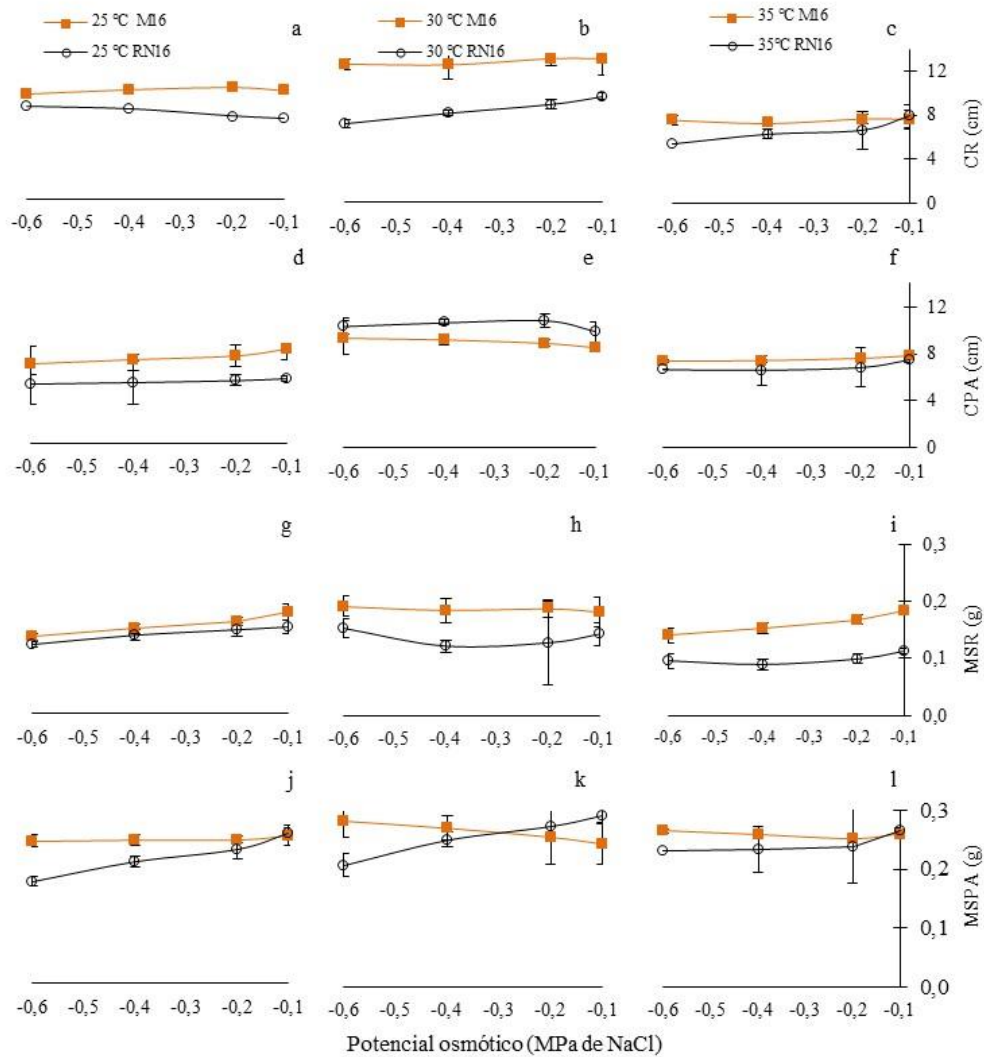 25 ℃ M16
25 ℃ RN16
a
30 ℃ M16
30 ℃ RN16
b
35 ℃ M16
35℃ RN16
c
12
8
4
0
CR (cm)
-0,6 -0,5 -0,4 -0,3 -0,2 -0,1
-0,6 -0,5 -0,4 -0,3 -0,2 -0,1
-0,6 -0,5 -0,4 -0,3 -0,2 -0,1
d
e
f
12
8
4
0
CPA (cm)
-0,6 -0,5 -0,4 -0,3 -0,2 -0,1
-0,6 -0,5 -0,4 -0,3 -0,2 -0,1
-0,6 -0,5 -0,4 -0,3 -0,2 -0,1
g
h
i
0,3
0,2
0,1
0,0
MSR (g)
-0,6 -0,5 -0,4 -0,3 -0,2 -0,1
-0,6 -0,5 -0,4 -0,3 -0,2 -0,1
-0,6 -0,5 -0,4 -0,3 -0,2 -0,1
j
k
l
0,3
0,2
0,1
0,0
MSPA (g)
-0,6 -0,5 -0,4 -0,3 -0,2 -0,1
-0,6 -0,5 -0,4 -0,3 -0,2 -0,1
-0,6 -0,5 -0,4 -0,3 -0,2 -0,1
Potencial osmótico (MPa de NaCl)